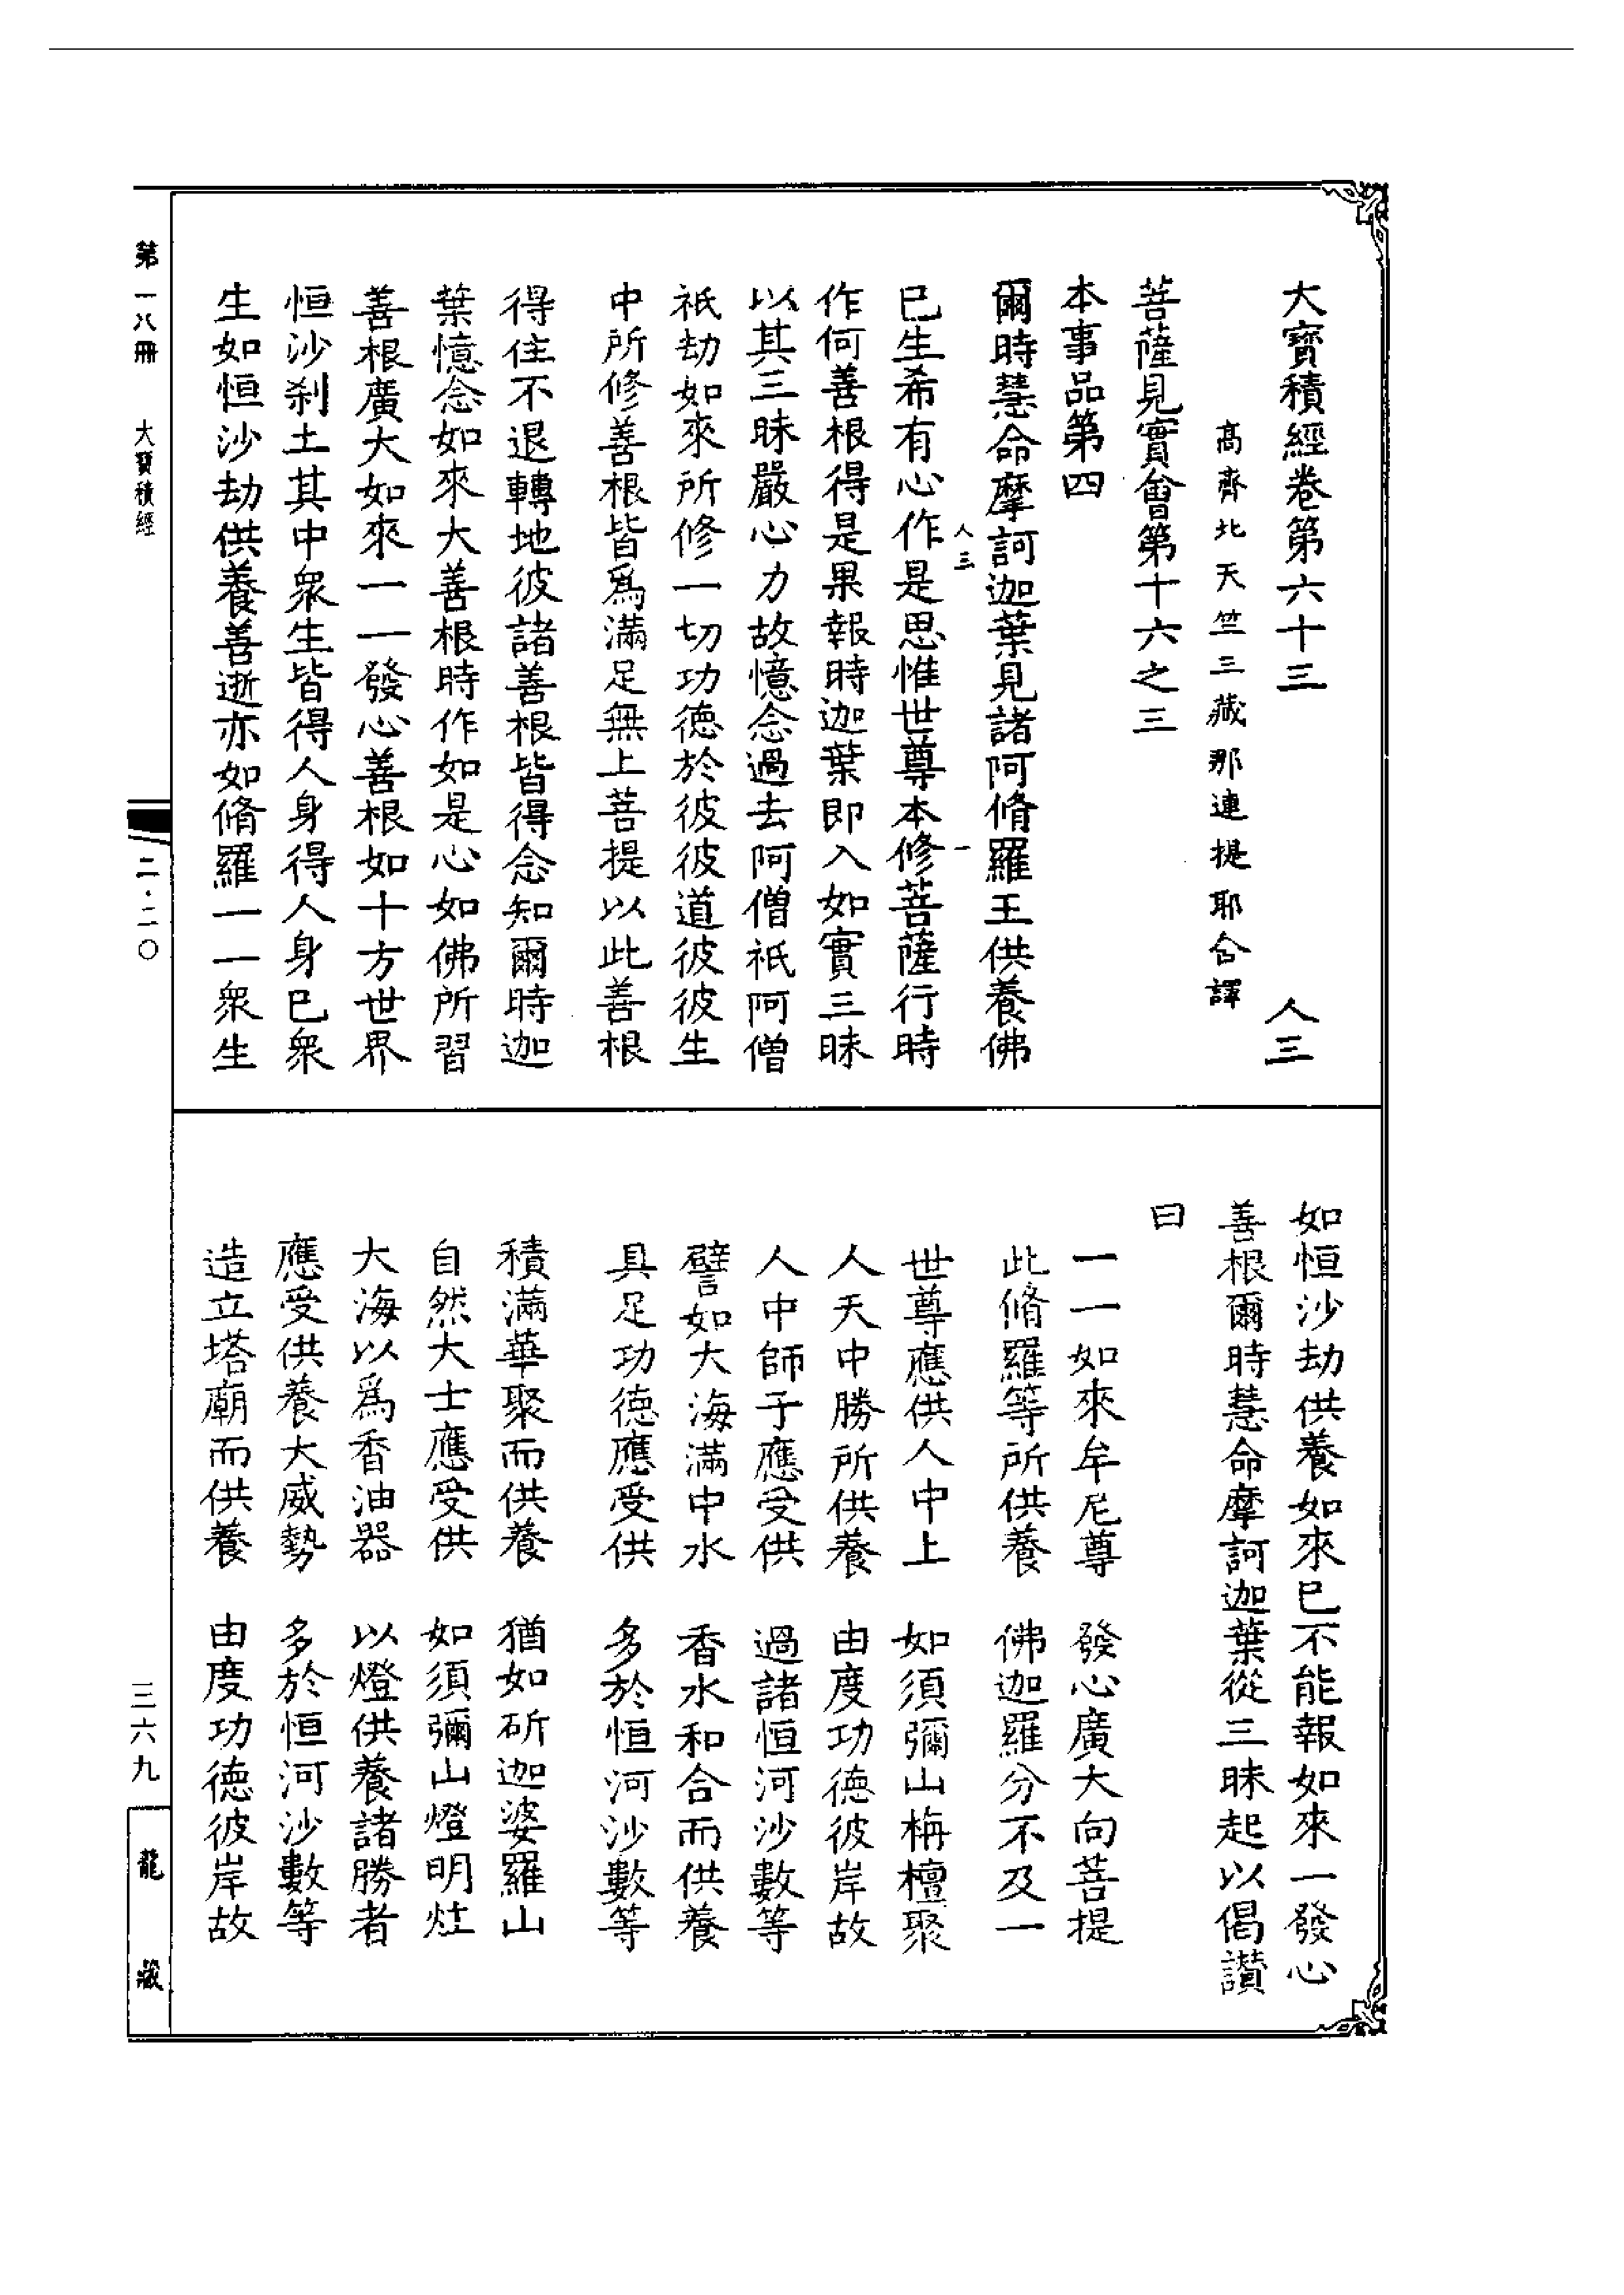 大寶積經卷第六十三　人三
高齊北天竺三藏那連提耶舍譯
菩薩見實會第十六之三
本事品第四
爾時慧命摩訶迦葉見諸阿脩羅王供養佛
人三　一
已生希有心作是思惟世尊本修菩薩行時
作何善根得是果報時迦葉即入如實三昧
以其三昧嚴心力故憶念過去阿僧祇阿僧
祇劫如來所修一切功德於彼彼道彼彼生
中所修善根皆爲滿足無上菩提以此善根
得住不退轉地彼諸善根皆得念知爾時迦
葉憶念如來大善根時作如是心如佛所習
善根廣大如來一一發心善根如十方世界
恒沙刹土其中衆生皆得人身得人身已衆
生如恒沙劫供養善逝亦如脩羅一一衆生
如恒沙劫供養如來已不能報如來一發心
善根爾時慧命摩訶迦葉從三昧起以偈讚
曰
一一如來牟尼尊　發心廣大向菩提
此脩羅等所供養　佛迦羅分不及一
世尊應供人中上　如須彌山栴檀聚
人天中勝所供養　由度功德彼岸故
人中師子應受供　過諸恒河沙數等
譬如大海滿中水　香水和合而供養
具足功德應受供　多於恒河沙數等
積滿華聚而供養　猶如斫迦婆羅山
自然大士應受供　如須彌山燈明炷
大海以爲香油器　以燈供養諸勝者
應受供養大威勢　多於恒河沙數等
造立塔廟而供養　由度功德彼岸故
第一八冊　大寶積經
二·二〇
三六九
龍藏